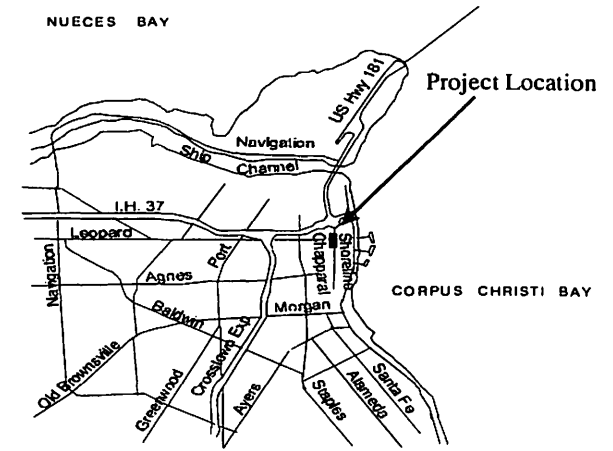 NUECES BAY
US Hwy 181
Project Location
Navigation
Ship Channel
I.H. 37
Leopard
Port
Chapparal
Shoreline
Navigation
Agnes
CORPUS CHRISTI BAY
Baldwin
Morgan
Crosstown Exp
Old Brownsville
Greenwood
Ayers
Staples
Alameda
Santa Fe